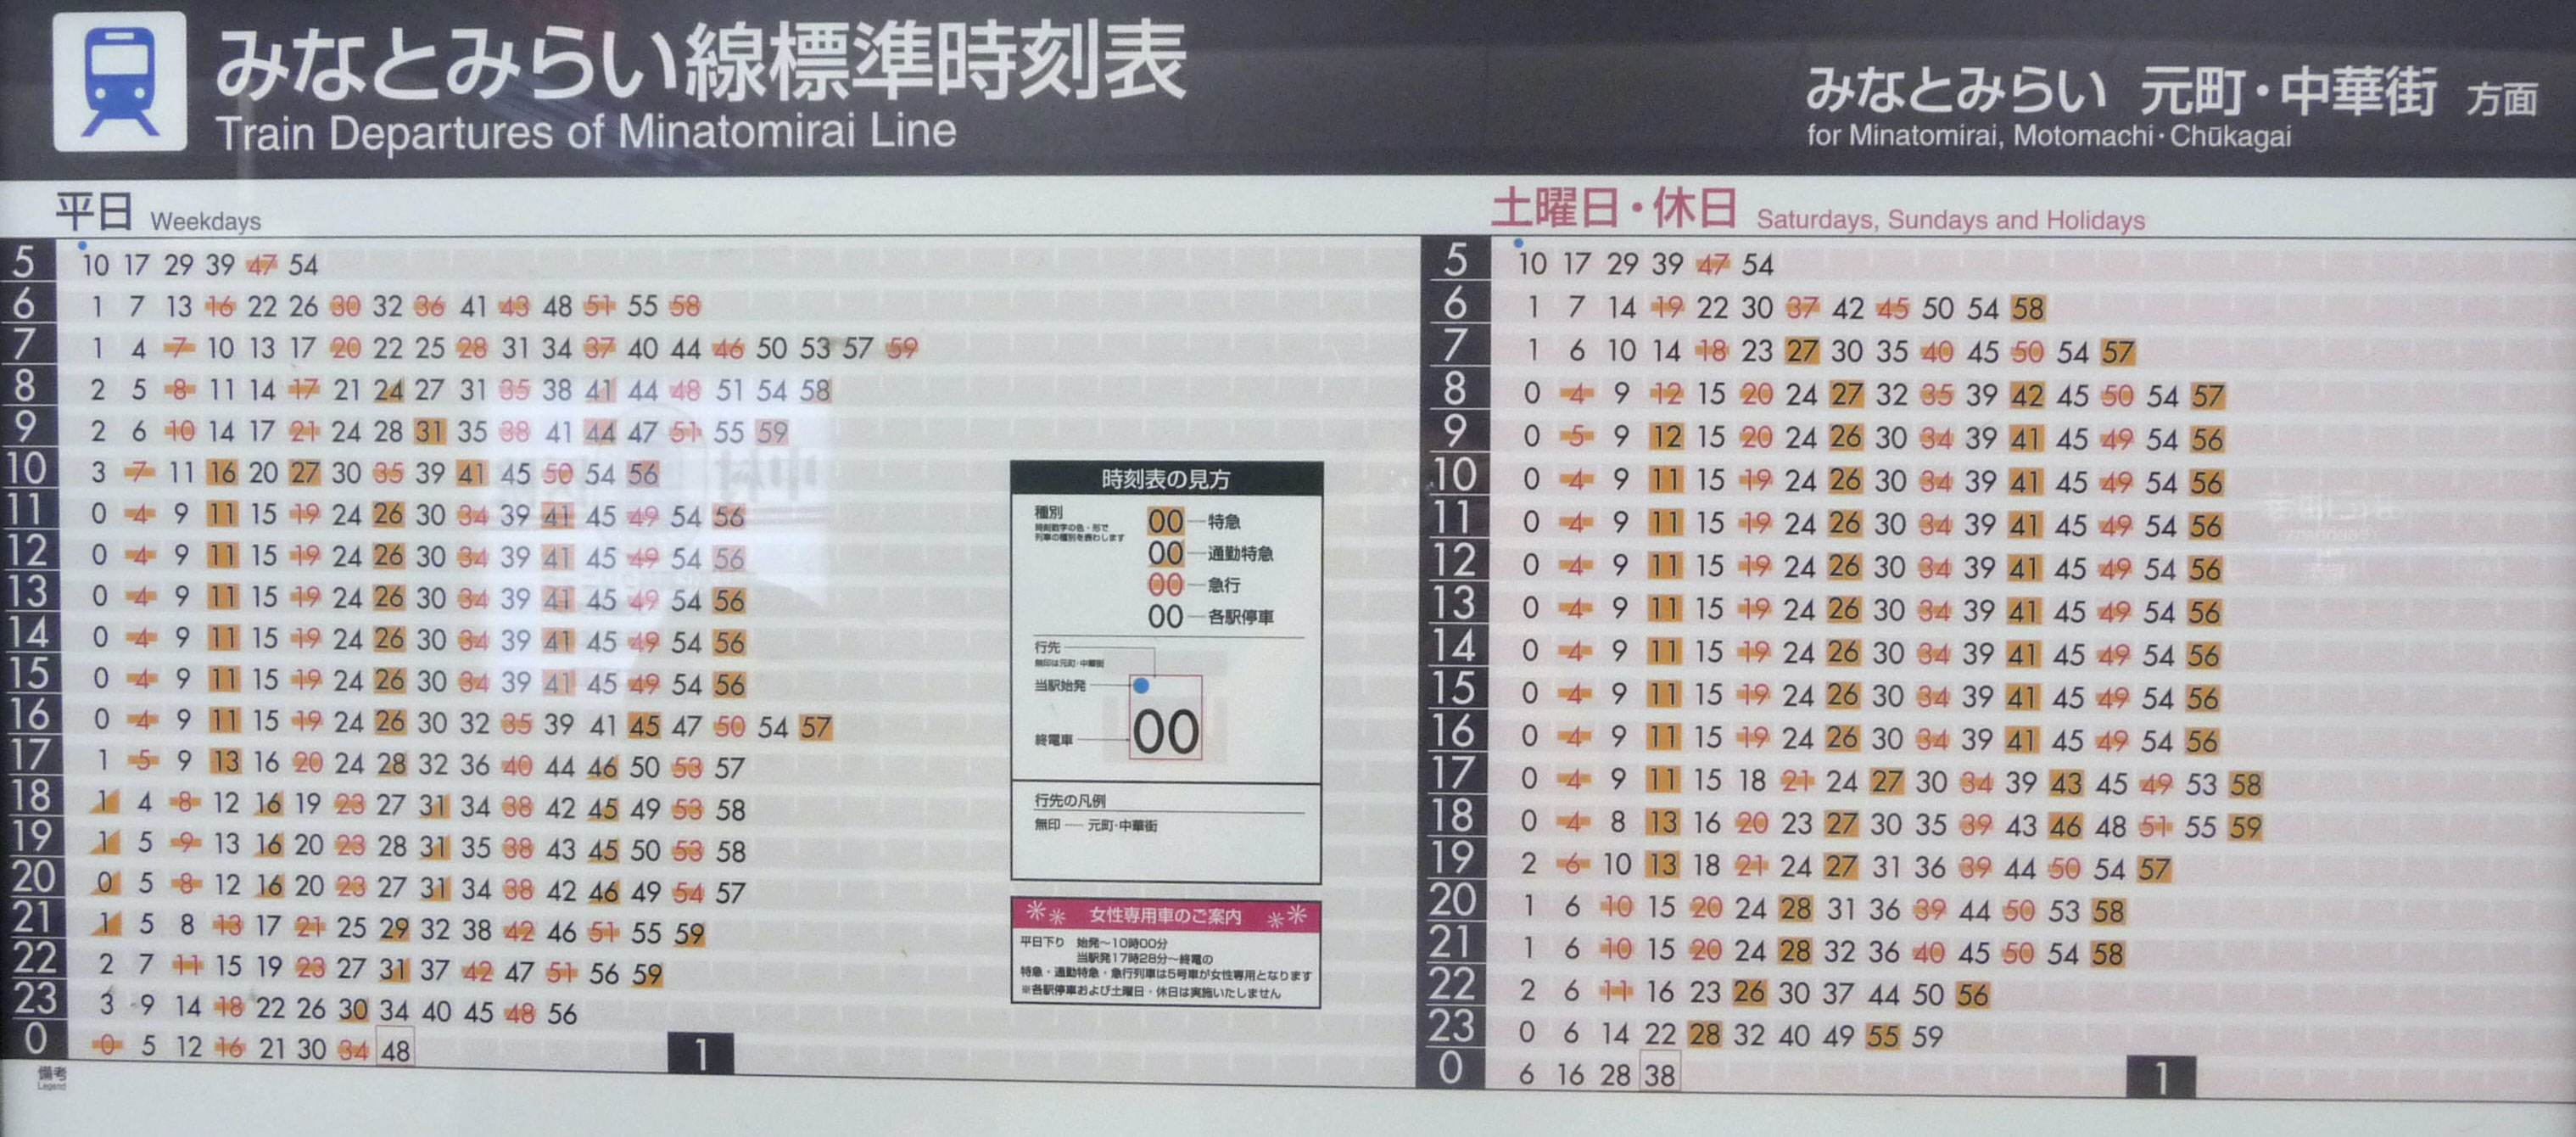 みなとみらい線標準時刻表
Train Departures of Minatomirai Line
みなとみらい 元町・中華街 方面
for Minatomirai, Motomachi・Chūkagai
平日 Weekdays
5 10 17 29 39 47 54
6 1 7 13 16 22 26 30 32 36 41 43 48 51 55 58
7 1 4 7 10 13 17 20 22 25 28 31 34 37 40 44 46 50 53 57 59
8 2 5 8 11 14 17 21 24 27 31 35 38 41 44 48 51 54 58
9 2 6 10 14 17 21 24 28 31 35 38 41 44 47 51 55 59
10 3 7 11 16 20 27 30 35 39 41 45 50 54 56
11 0 4 9 11 15 19 24 26 30 34 39 41 45 49 54 56
12 0 4 9 11 15 19 24 26 30 34 39 41 45 49 54 56
13 0 4 9 11 15 19 24 26 30 34 39 41 45 49 54 56
14 0 4 9 11 15 19 24 26 30 34 39 41 45 49 54 56
15 0 4 9 11 15 19 24 26 30 34 39 41 45 49 54 56
16 0 4 9 11 15 19 24 26 30 32 35 39 41 45 47 50 54 57
17 1 5 9 13 16 20 24 28 32 36 40 44 46 50 53 57
18 1 4 8 12 16 19 23 27 31 34 38 42 45 49 53 58
19 1 5 9 13 16 20 23 28 31 35 38 43 45 50 53 58
20 0 5 8 12 16 20 23 27 31 34 38 42 46 49 54 57
21 1 5 8 13 17 21 25 29 32 38 42 46 51 55 59
22 2 7 11 15 19 23 27 31 37 42 47 51 56 59
23 3 9 14 18 22 26 30 34 40 45 48 56
0 0 5 12 16 21 30 34 48 1
備考
Legend
時刻表の見方
種別
時刻数字の色・形で
列車の種別を表わします
00 特急
00 通勤特急
00 急行
00 各駅停車
行先
無印は元町・中華街
当駅始発
00
終電車
行先の凡例
無印 元町・中華街
女性専用車のご案内
平日下り 始発～10時00分
当駅発17時28分～終電の
特急・通勤特急・急行列車は5号車が女性専用となります
※各駅停車および土曜日・休日は実施いたしません
土曜日・休日 Saturdays, Sundays and Holidays
5 10 17 29 39 47 54
6 1 7 14 19 22 30 37 42 45 50 54 58
7 1 6 10 14 18 23 27 30 35 40 45 50 54 57
8 0 4 9 12 15 20 24 27 32 35 39 42 45 50 54 57
9 0 5 9 12 15 20 24 26 30 34 39 41 45 49 54 56
10 0 4 9 11 15 19 24 26 30 34 39 41 45 49 54 56
11 0 4 9 11 15 19 24 26 30 34 39 41 45 49 54 56
12 0 4 9 11 15 19 24 26 30 34 39 41 45 49 54 56
13 0 4 9 11 15 19 24 26 30 34 39 41 45 49 54 56
14 0 4 9 11 15 19 24 26 30 34 39 41 45 49 54 56
15 0 4 9 11 15 19 24 26 30 34 39 41 45 49 54 56
16 0 4 9 11 15 19 24 26 30 34 39 41 45 49 54 56
17 0 4 9 11 15 18 21 24 27 30 34 39 43 45 49 53 58
18 0 4 8 13 16 20 23 27 30 35 39 43 46 48 51 55 59
19 2 6 10 13 18 21 24 27 31 36 39 44 50 54 57
20 1 6 10 15 20 24 28 31 36 39 44 50 53 58
21 1 6 10 15 20 24 28 32 36 40 45 50 54 58
22 2 6 11 16 23 26 30 37 44 50 56
23 0 6 14 22 28 32 40 49 55 59
0 6 16 28 38 1